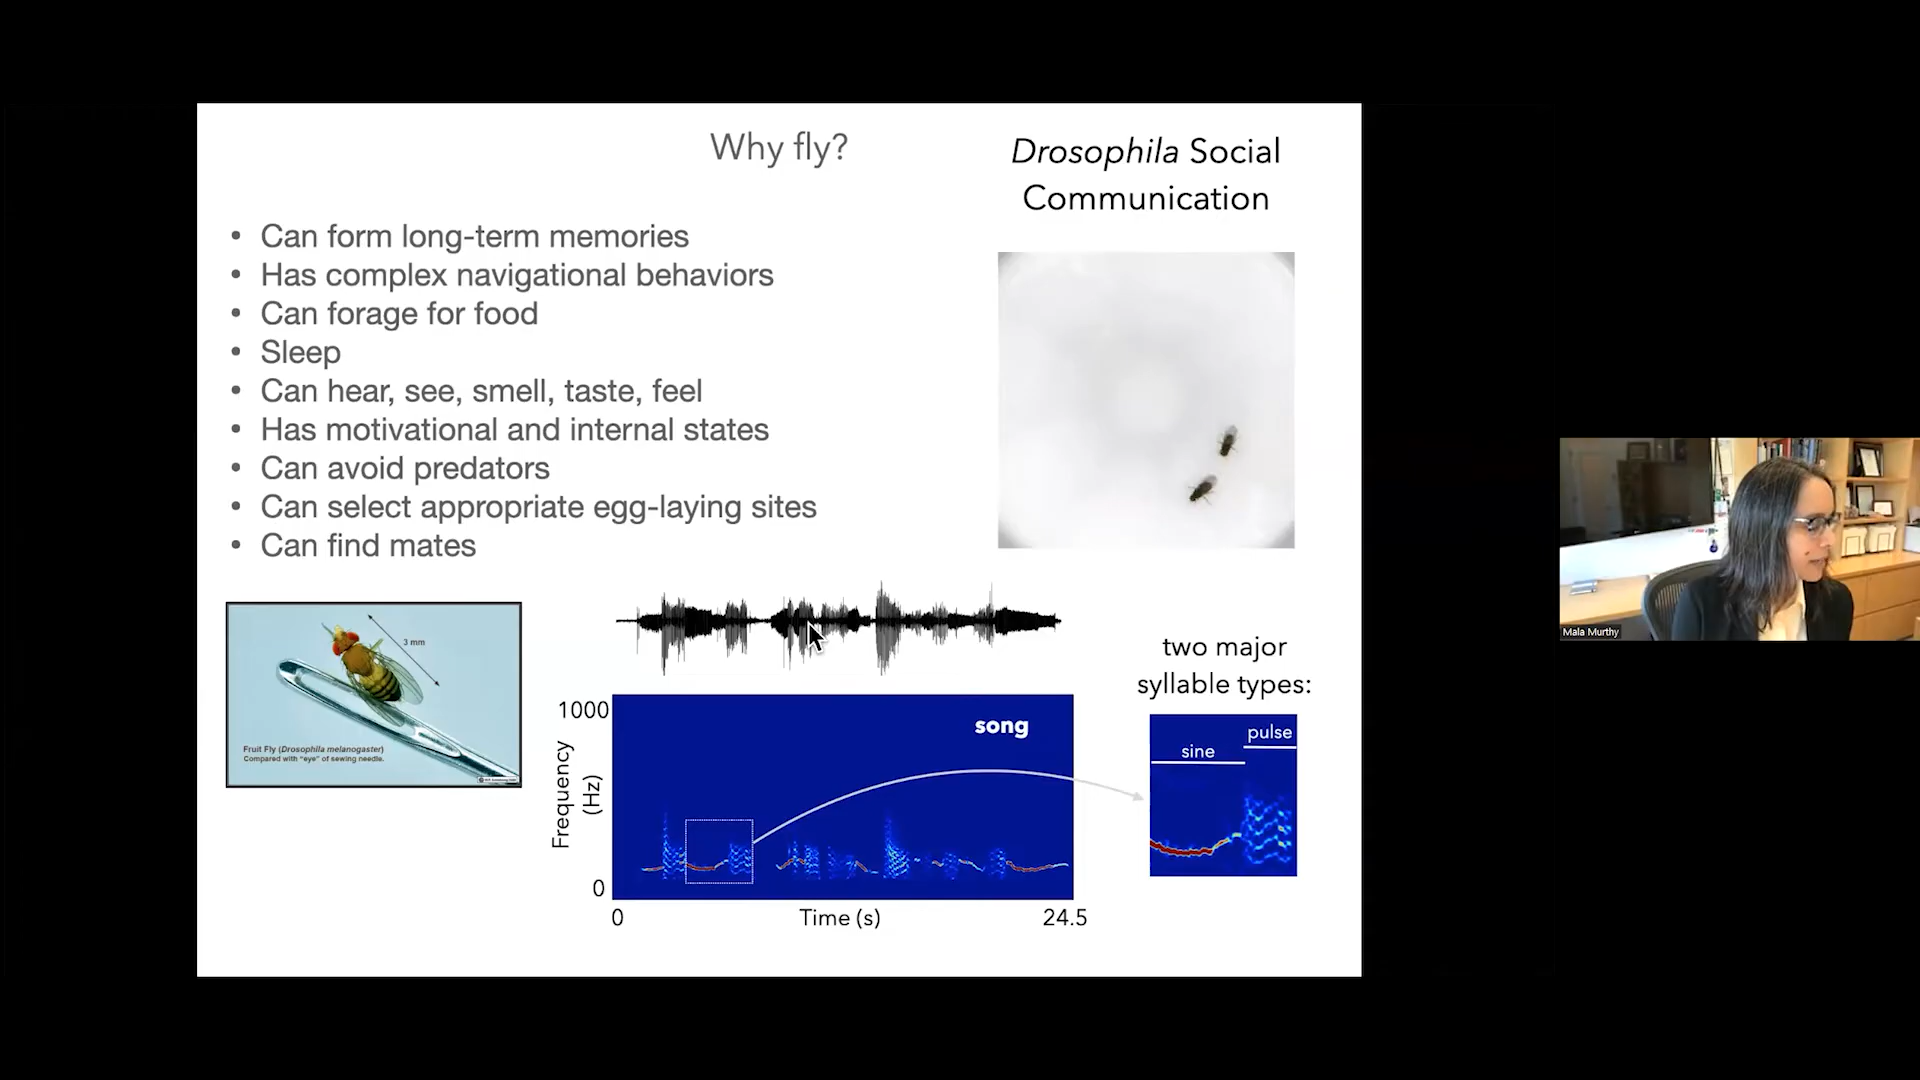 Why fly?
Drosophila Social
Communication
• Can form long-term memories
• Has complex navigational behaviors
• Can forage for food
• Sleep
• Can hear, see, smell, taste, feel
• Has motivational and internal states
• Can avoid predators
• Can select appropriate egg-laying sites
• Can find mates
3 mm
Fruit Fly (Drosophila melanogaster)
Compared with "eye" of sewing needle.
1000
song
Frequency
(Hz)
0
0
Time (s)
24.5
two major
syllable types:
pulse
sine
Mala Murthy